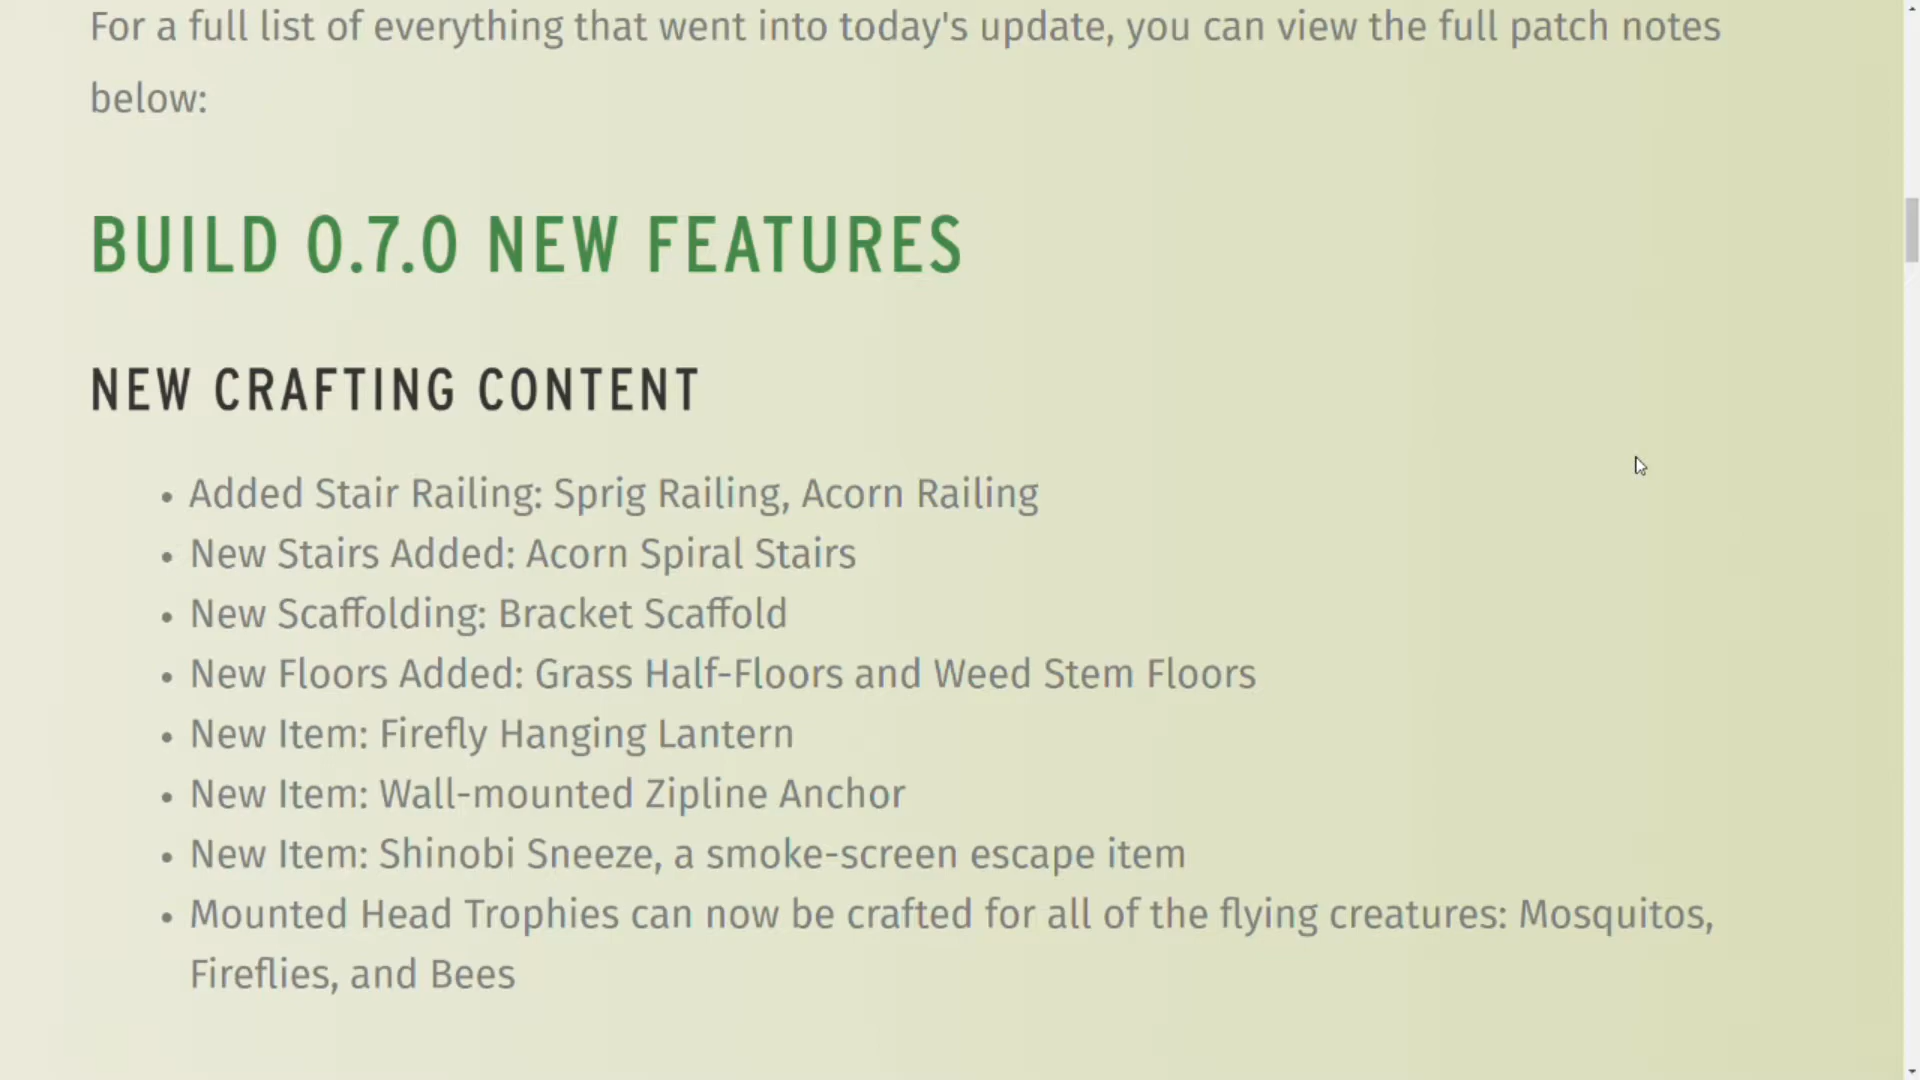 For a full list of everything that went into today's update, you can view the full patch notes
below:
BUILD 0.7.0 NEW FEATURES
NEW CRAFTING CONTENT
• Added Stair Railing: Sprig Railing, Acorn Railing
• New Stairs Added: Acorn Spiral Stairs
• New Scaffolding: Bracket Scaffold
• New Floors Added: Grass Half-Floors and Weed Stem Floors
• New Item: Firefly Hanging Lantern
• New Item: Wall-mounted Zipline Anchor
• New Item: Shinobi Sneeze, a smoke-screen escape item
• Mounted Head Trophies can now be crafted for all of the flying creatures: Mosquitos,
Fireflies, and Bees